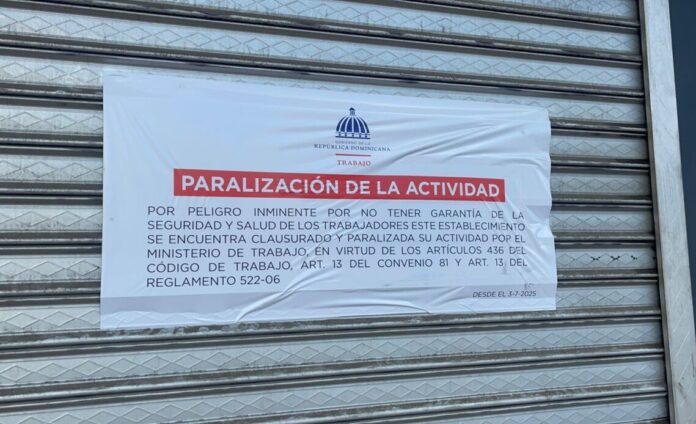 GOBIERNO DE LA
REPÚBLICA DOMINICANA
TRABAJO
PARALIZACIÓN DE LA ACTIVIDAD
POR PELIGRO INMINENTE POR NO TENER GARANTÍA DE LA
SEGURIDAD Y SALUD DE LOS TRABAJADORES ESTE ESTABLECIMIENTO
SE ENCUENTRA CLAUSURADO Y PARALIZADA SU ACTIVIDAD POR EL
MINISTERIO DE TRABAJO, EN VIRTUD DE LOS ARTÍCULOS 436 DEL
CÓDIGO DE TRABAJO, ART. 13 DEL CONVENIO 81 Y ART. 13 DEL
REGLAMENTO 522-06
DESDE EL 3-7-2025